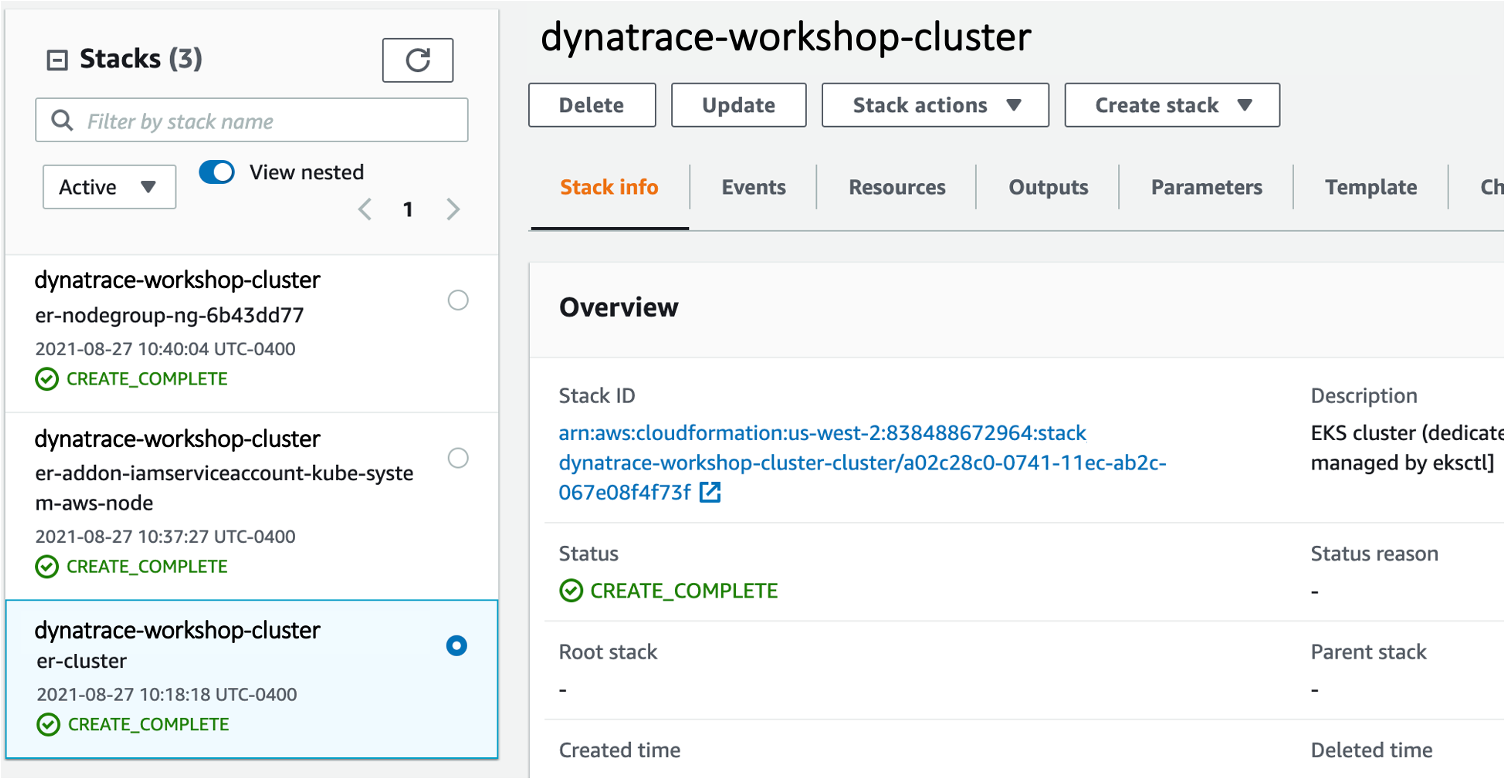 Stacks (3)
Filter by stack name
Active
View nested
1
dynatrace-workshop-cluster
er-nodegroup-ng-6b43dd77
2021-08-27 10:40:04 UTC-0400
CREATE_COMPLETE
dynatrace-workshop-cluster
er-addon-iamserviceaccount-kube-syste
m-aws-node
2021-08-27 10:37:27 UTC-0400
CREATE_COMPLETE
dynatrace-workshop-cluster
er-cluster
2021-08-27 10:18:18 UTC-0400
CREATE_COMPLETE
dynatrace-workshop-cluster
Delete Update Stack actions Create stack
Stack info Events Resources Outputs Parameters Template Ch
Overview
Stack ID
arn:aws:cloudformation:us-west-2:838488672964:stack
dynatrace-workshop-cluster-cluster/a02c28c0-0741-11ec-ab2c-
067e08f4f73f
Description
EKS cluster (dedicate
managed by eksctl]
Status
CREATE_COMPLETE
Status reason
-
Root stack
-
Parent stack
-
Created time
Deleted time